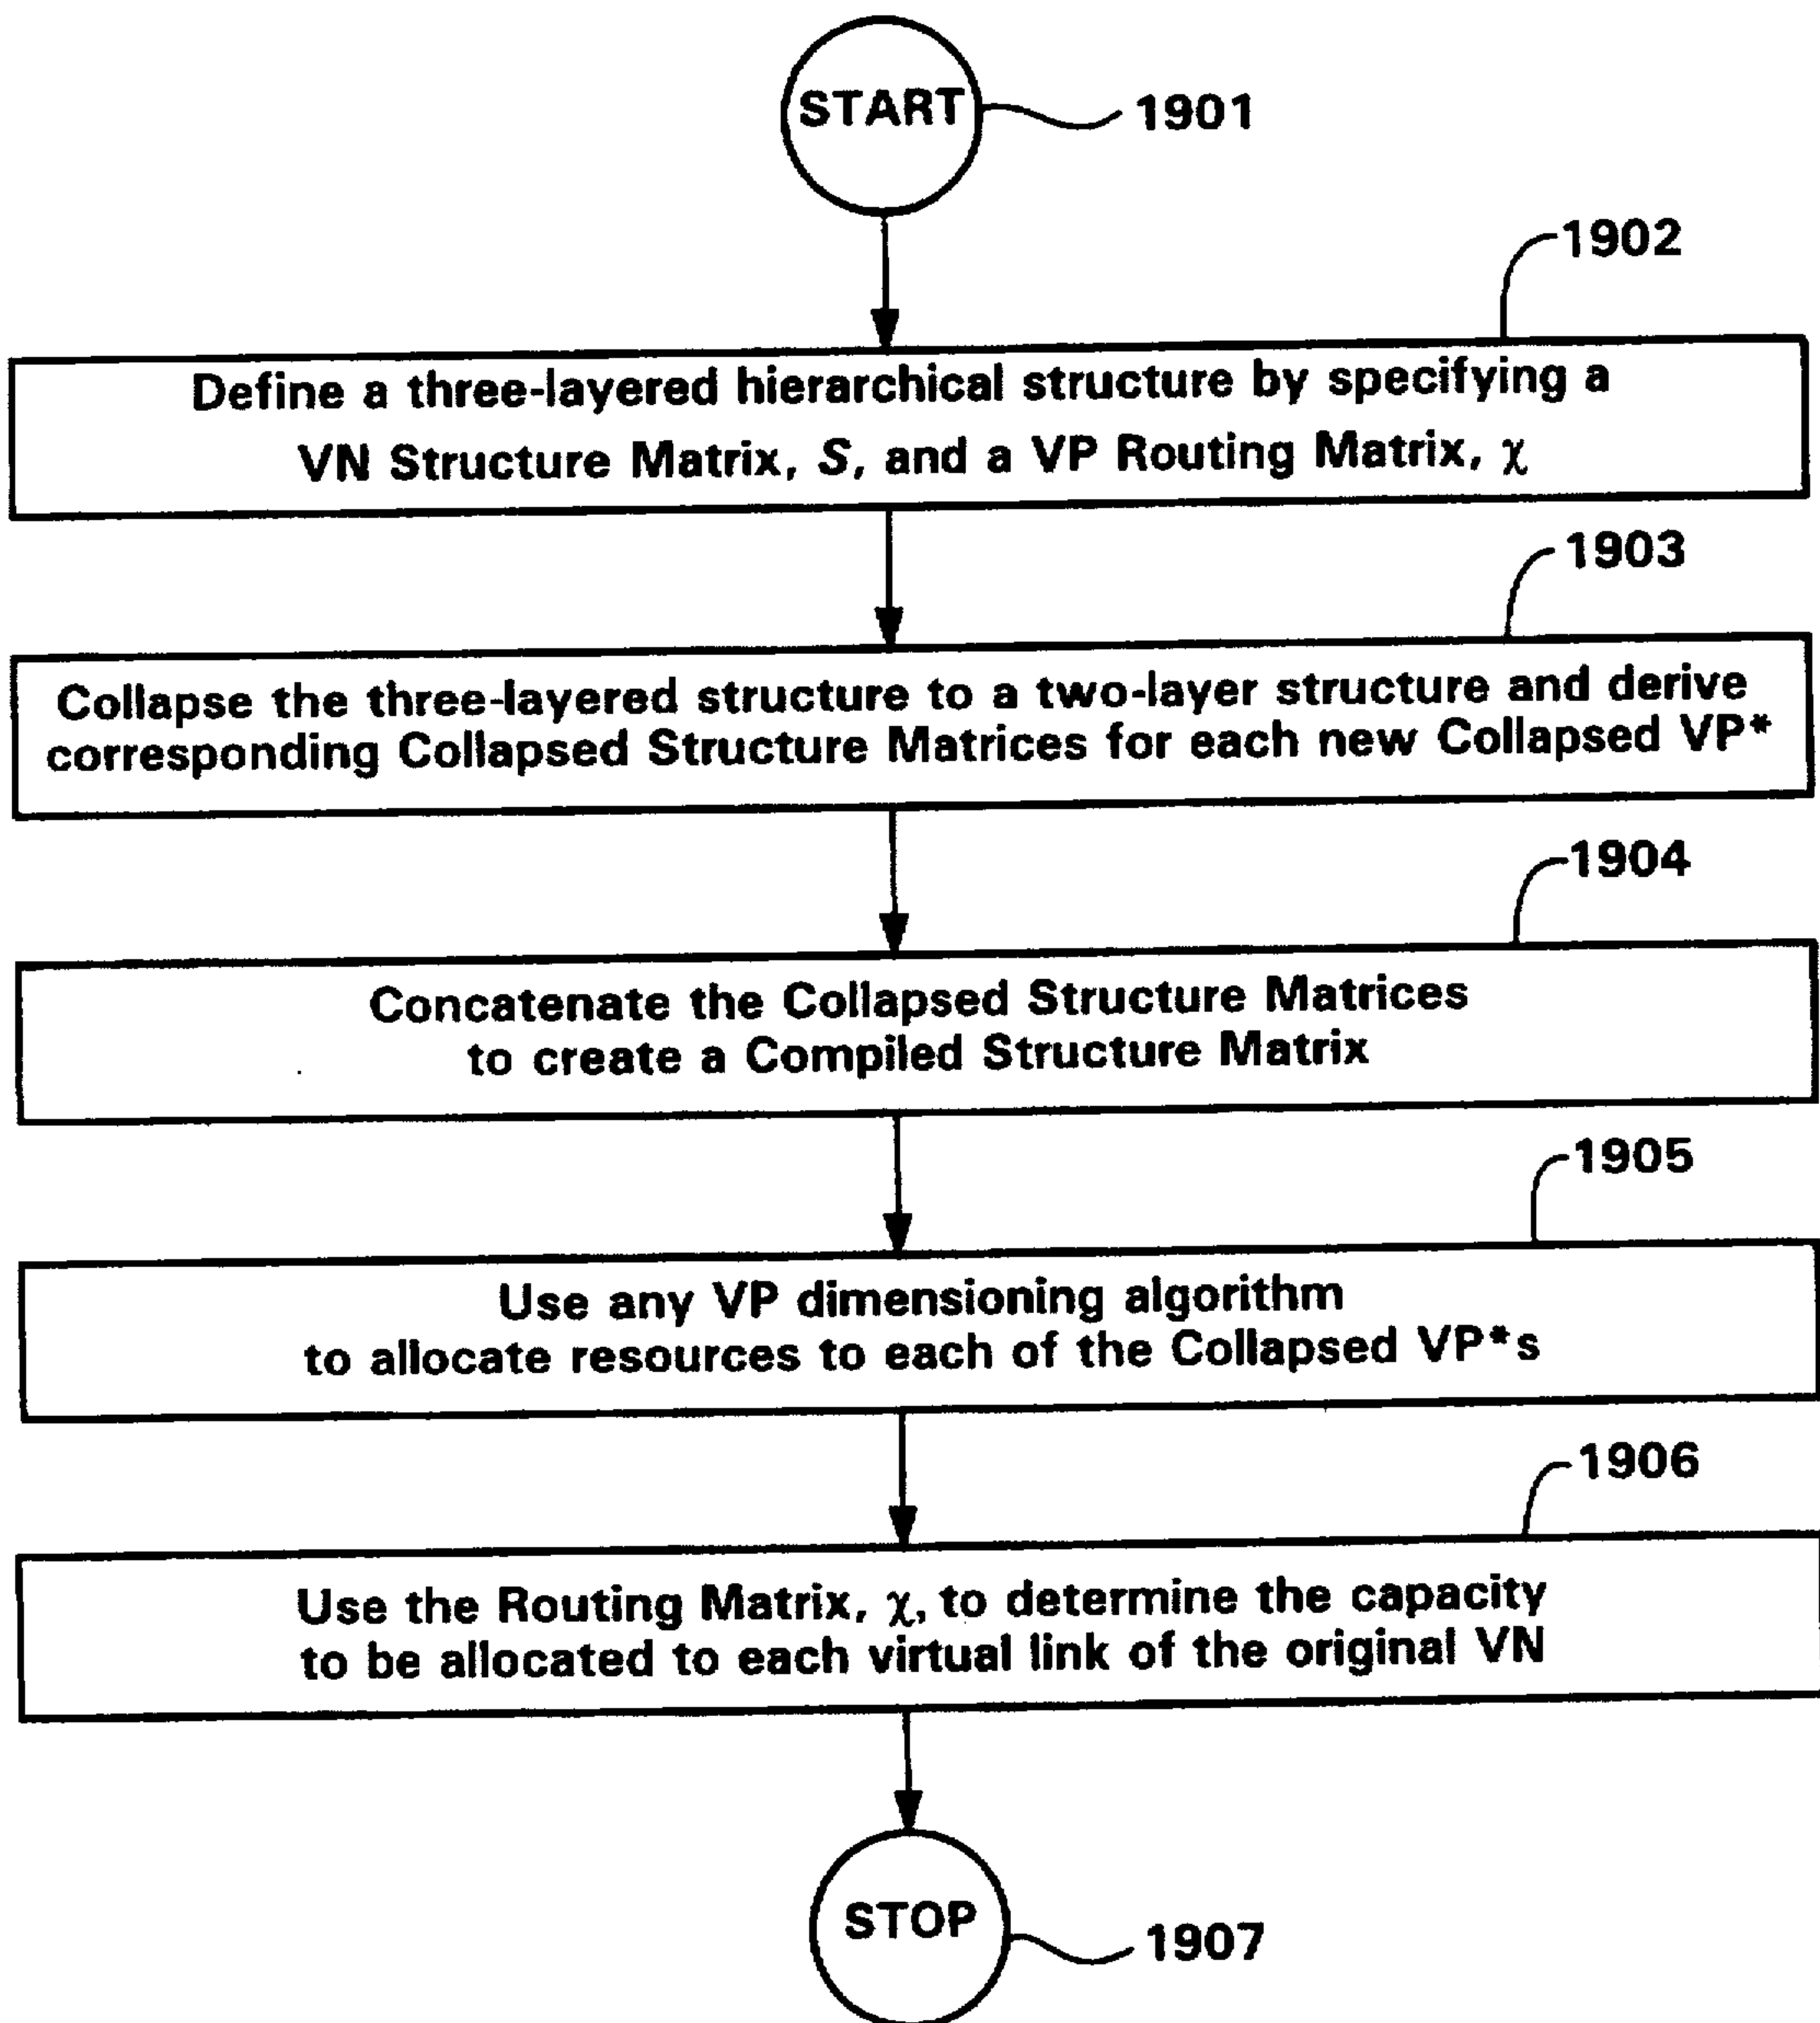 START
1901
1902
Define a three-layered hierarchical structure by specifying a
VN Structure Matrix, S, and a VP Routing Matrix, χ
1903
Collapse the three-layered structure to a two-layer structure and derive
corresponding Collapsed Structure Matrices for each new Collapsed VP*
1904
Concatenate the Collapsed Structure Matrices
to create a Compiled Structure Matrix
1905
Use any VP dimensioning algorithm
to allocate resources to each of the Collapsed VP*s
1906
Use the Routing Matrix, χ, to determine the capacity
to be allocated to each virtual link of the original VN
STOP
1907